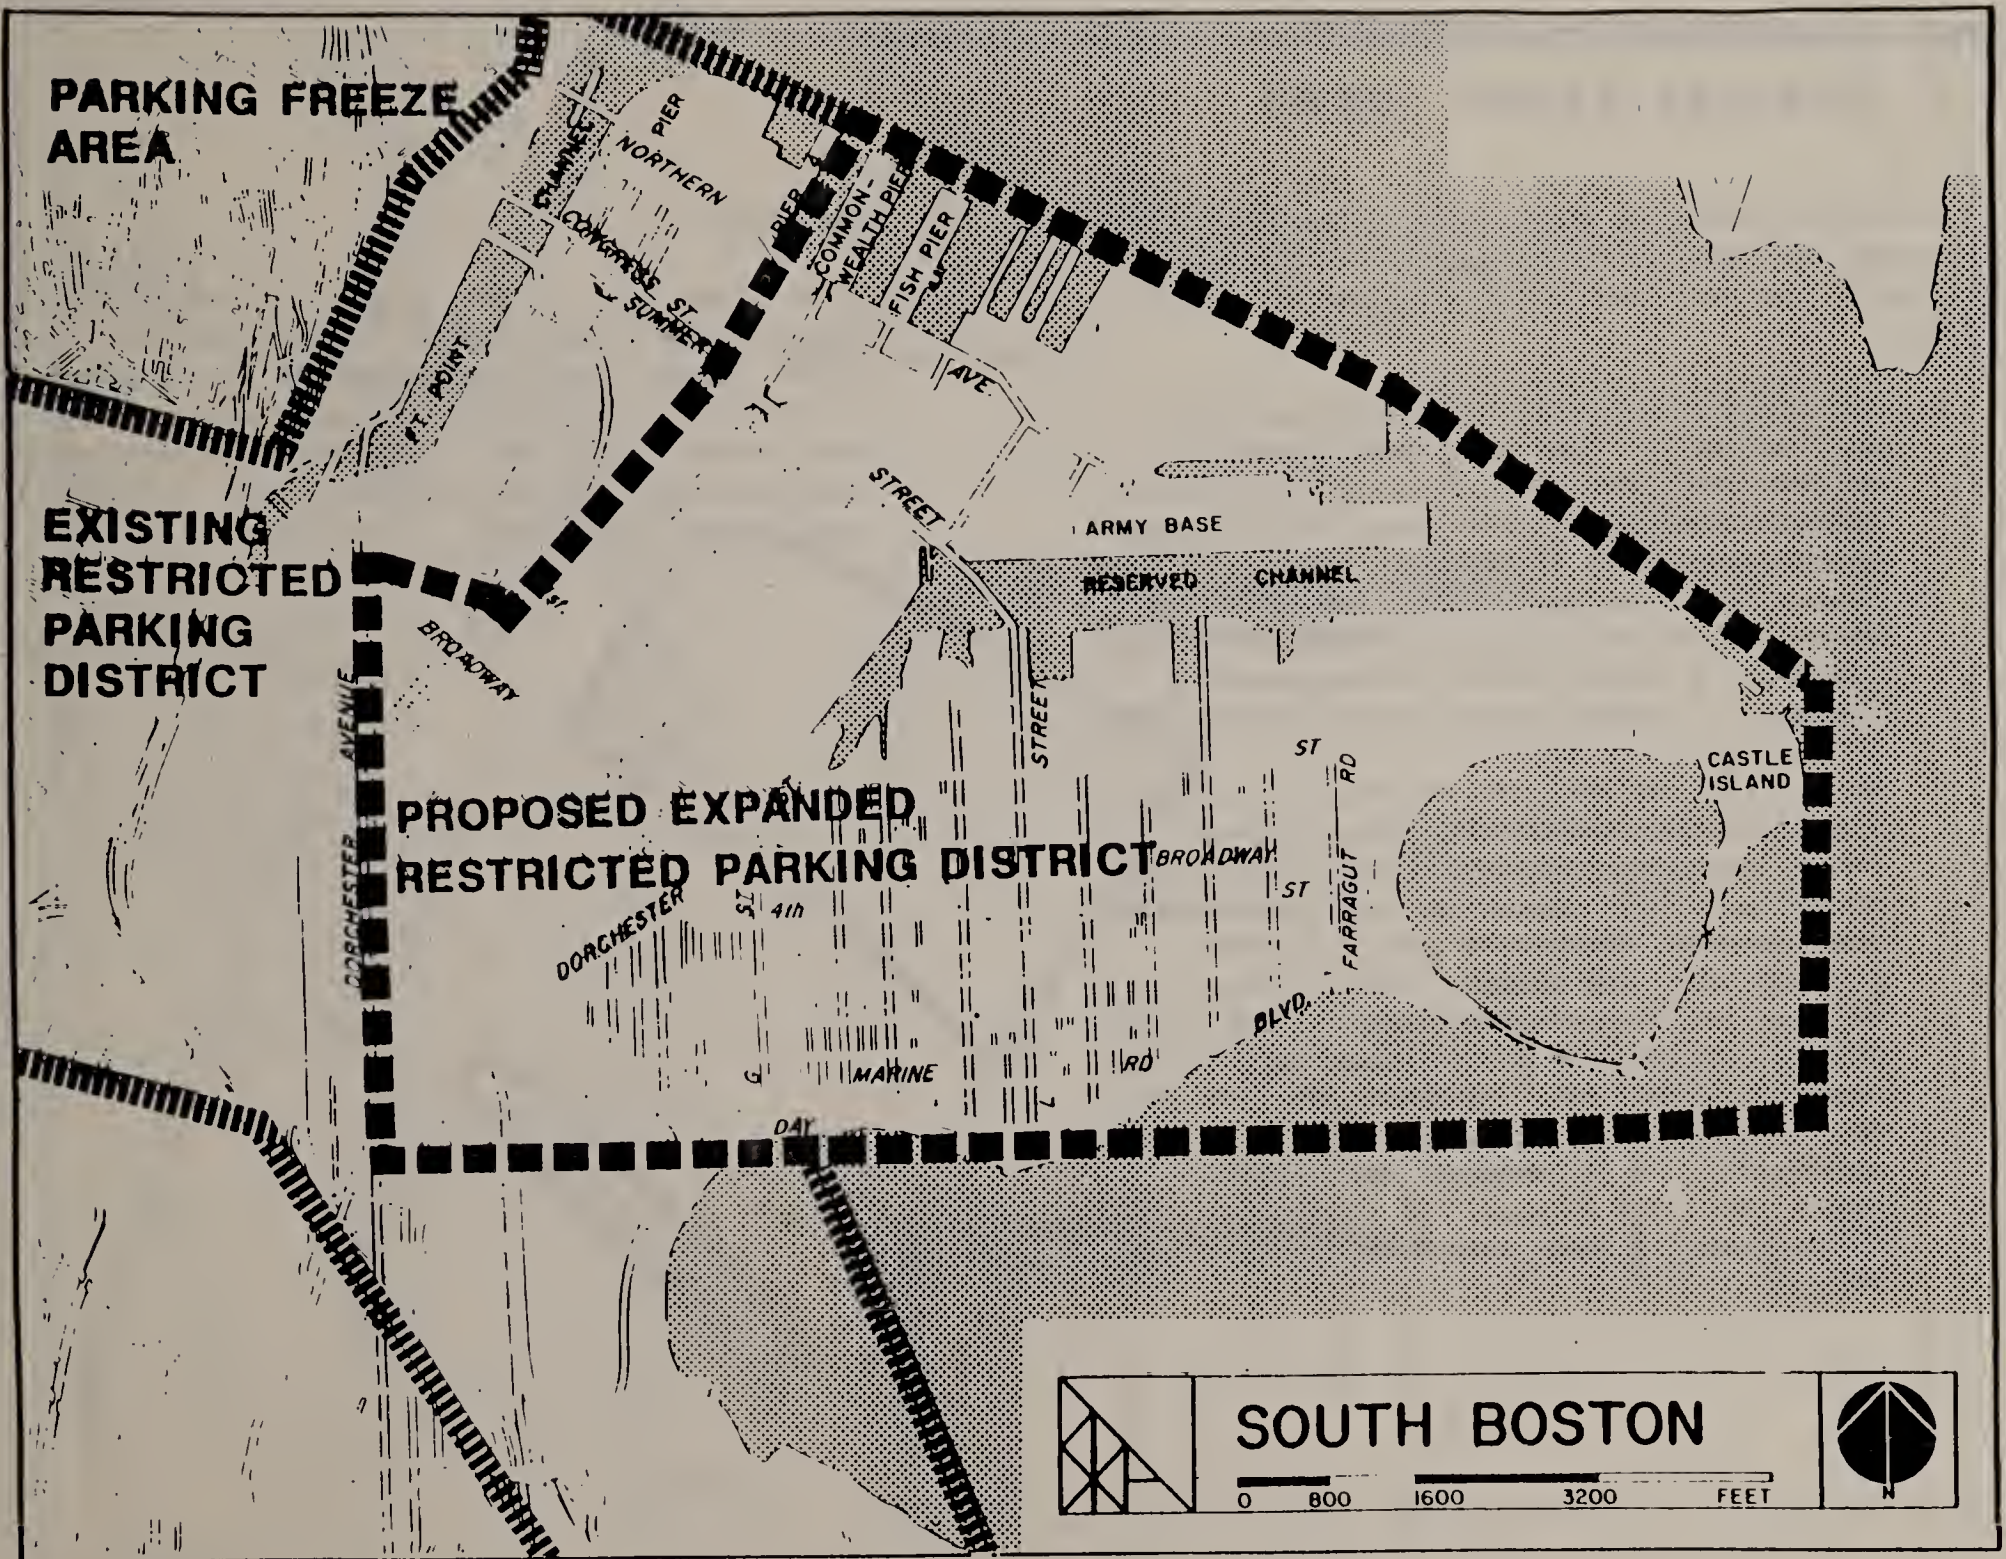 PARKING FREEZE
AREA
PIER
NORTHERN
CHANNEL
CONGRESS ST
SUMMER
PIER
COMMON-
WEALTH PIER
FISH PIER
FT. POINT
AVE
STREET
ARMY BASE
RESERVED CHANNEL
EXISTING
RESTRICTED
PARKING
DISTRICT
St.
BROADWAY
DORCHESTER AVENUE
STREET
ST
RD
CASTLE
ISLAND
PROPOSED EXPANDED
RESTRICTED PARKING DISTRICT
BROADWAY
DORCHESTER
ST
4th
ST
FARRAGUT
BLVD.
G
MARINE
RD
L
DAY
SOUTH BOSTON
0 800 1600 3200 FEET
N